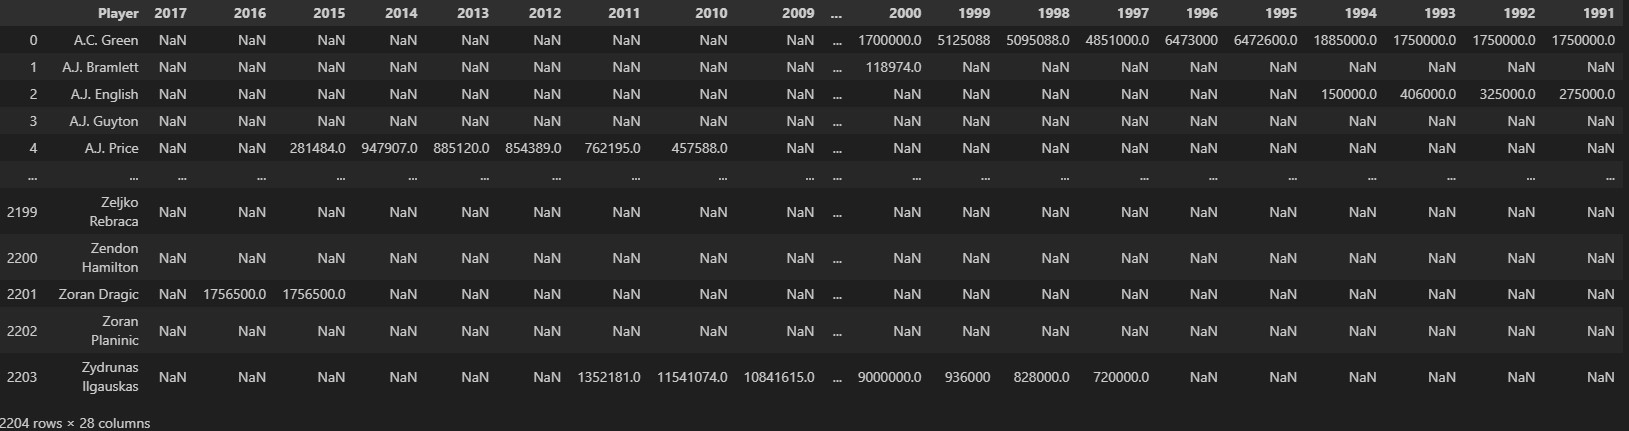 Player 2017 2016 2015 2014 2013 2012 2011 2010 2009 ... 2000 1999 1998 1997 1996 1995 1994 1993 1992 1991
0 A.C. Green NaN NaN NaN NaN NaN NaN NaN NaN NaN ... 1700000.0 5125088 5095088.0 4851000.0 6473000 6472600.0 1885000.0 1750000.0 1750000.0 1750000.0
1 A.J. Bramlett NaN NaN NaN NaN NaN NaN NaN NaN NaN ... 118974.0 NaN NaN NaN NaN NaN NaN NaN NaN NaN
2 A.J. English NaN NaN NaN NaN NaN NaN NaN NaN NaN ... NaN NaN NaN NaN NaN NaN 150000.0 406000.0 325000.0 275000.0
3 A.J. Guyton NaN NaN NaN NaN NaN NaN NaN NaN NaN ... NaN NaN NaN NaN NaN NaN NaN NaN NaN NaN
4 A.J. Price NaN NaN 281484.0 947907.0 885120.0 854389.0 762195.0 457588.0 NaN ... NaN NaN NaN NaN NaN NaN NaN NaN NaN NaN
... ... ... ... ... ... ... ... ... ... ... ... ... ... ... ... ... ... ... ... ... ...
2199 Zeljko Rebraca NaN NaN NaN NaN NaN NaN NaN NaN NaN ... NaN NaN NaN NaN NaN NaN NaN NaN NaN NaN
2200 Zendon Hamilton NaN NaN NaN NaN NaN NaN NaN NaN NaN ... NaN NaN NaN NaN NaN NaN NaN NaN NaN NaN
2201 Zoran Dragic NaN 1756500.0 1756500.0 NaN NaN NaN NaN NaN NaN ... NaN NaN NaN NaN NaN NaN NaN NaN NaN NaN
2202 Zoran Planinic NaN NaN NaN NaN NaN NaN NaN NaN NaN ... NaN NaN NaN NaN NaN NaN NaN NaN NaN NaN
2203 Zydrunas Ilgauskas NaN NaN NaN NaN NaN NaN 1352181.0 11541074.0 10841615.0 ... 9000000.0 936000 828000.0 720000.0 NaN NaN NaN NaN NaN NaN
2204 rows × 28 columns